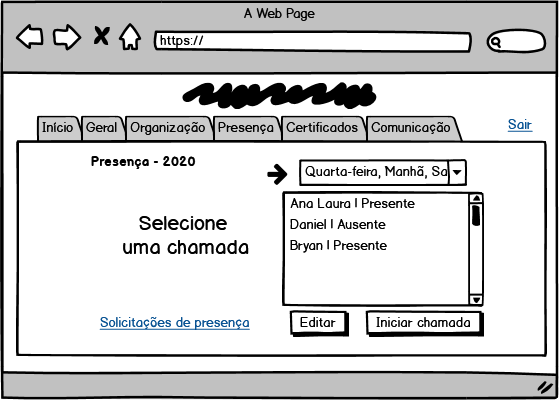 A Web Page
https://
Início Geral Organização Presença Certificados Comunicação
Sair
Presença - 2020
Quarta-feira, Manhã, Sa
Selecione
uma chamada
Ana Laura | Presente
Daniel | Ausente
Bryan | Presente
Solicitações de presença
Editar
Iniciar chamada